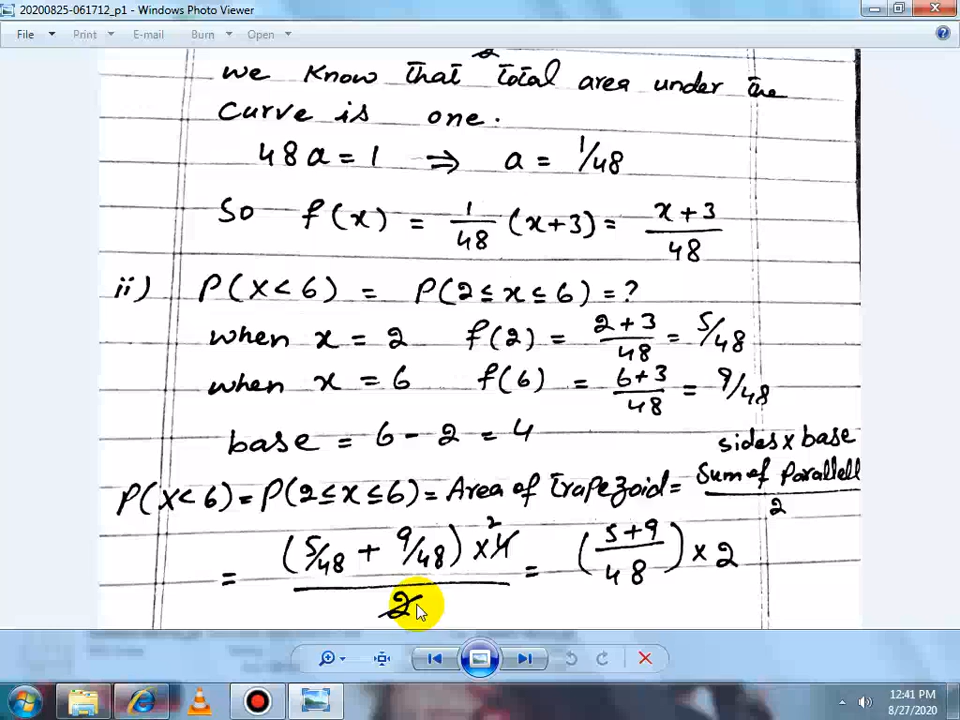 20200825-061712_p1 - Windows Photo Viewer
File Print E-mail Burn Open
we know that total area under the
curve is one.
48a = 1 ⇒ a = 1/48
So f(x) = 1/48 (x+3) = x+3/48
ii) P(X<6) = P(2≤x≤6) = ?
when x = 2 f(2) = 2+3/48 = 5/48
when x = 6 f(6) = 6+3/48 = 9/48
base = 6 - 2 = 4
sides x base
P(X<6) = P(2≤x≤6) = Area of Trapezoid = Sum of Parallell
2
= (5/48 + 9/48) x 4 2 / 2 = (5+9/48) x 2
12:41 PM
8/27/2020